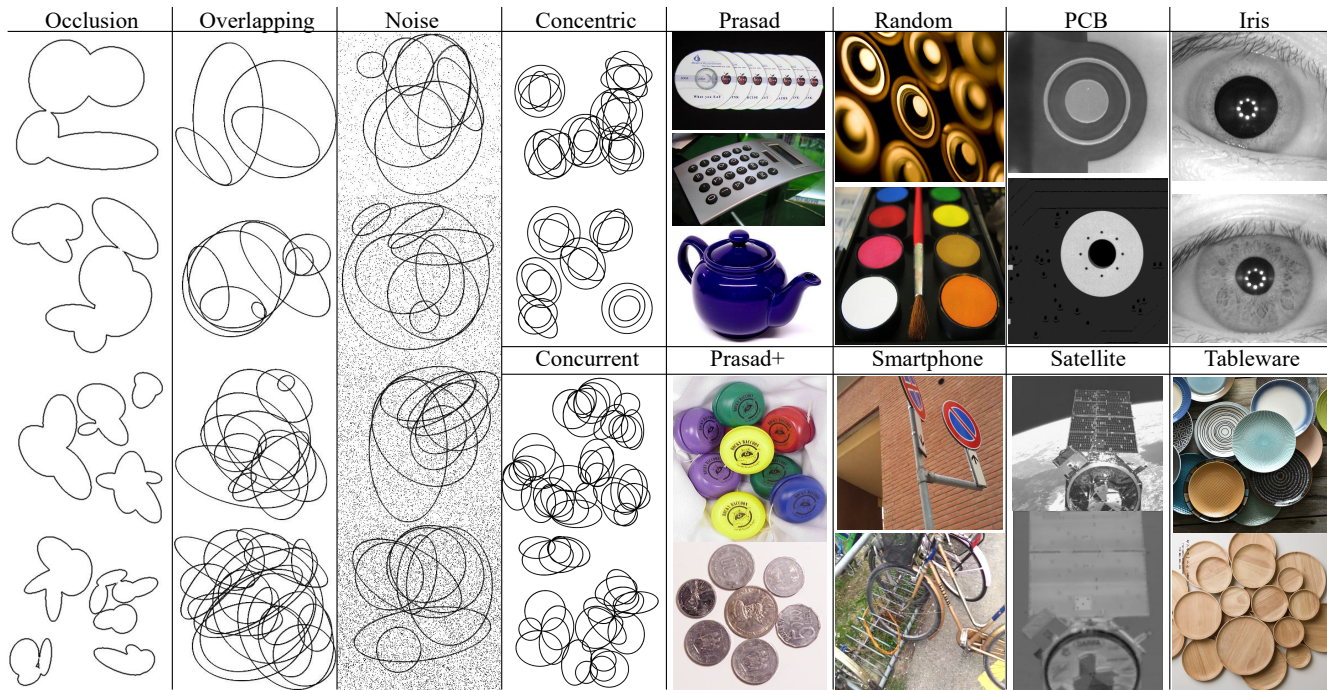 Occlusion Overlapping Noise Concentric Prasad Random PCB Iris
Concurrent Prasad+ Smartphone Satellite Tableware